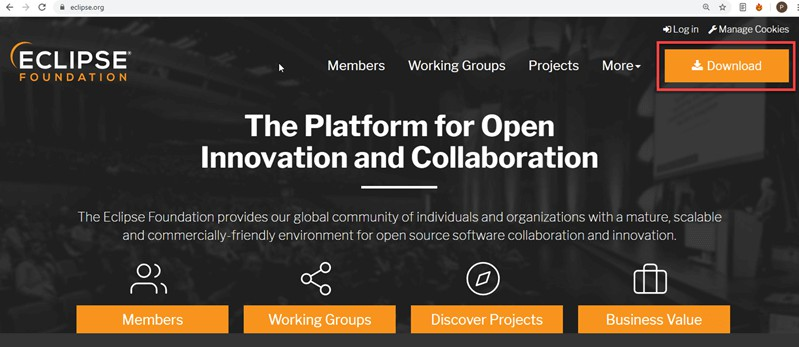 eclipse.org
P
Log in Manage Cookies
ECLIPSE®
FOUNDATION
Members Working Groups Projects More Download
The Platform for Open
Innovation and Collaboration
The Eclipse Foundation provides our global community of individuals and organizations with a mature, scalable
and commercially-friendly environment for open source software collaboration and innovation.
Members Working Groups Discover Projects Business Value